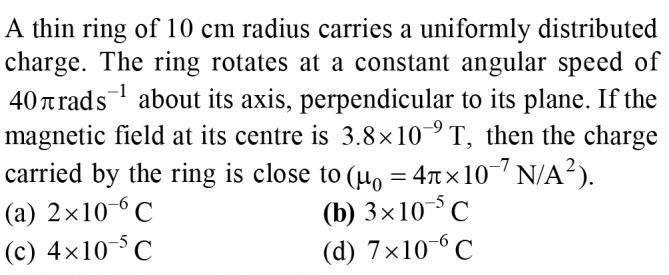 A thin ring of 10 cm radius carries a uniformly distributed
charge. The ring rotates at a constant angular speed of
40πrads⁻¹ about its axis, perpendicular to its plane. If the
magnetic field at its centre is 3.8×10⁻⁹ T, then the charge
carried by the ring is close to (μ₀ = 4π×10⁻⁷ N/A²).
(a) 2×10⁻⁶ C (b) 3×10⁻⁵ C
(c) 4×10⁻⁵ C (d) 7×10⁻⁶ C